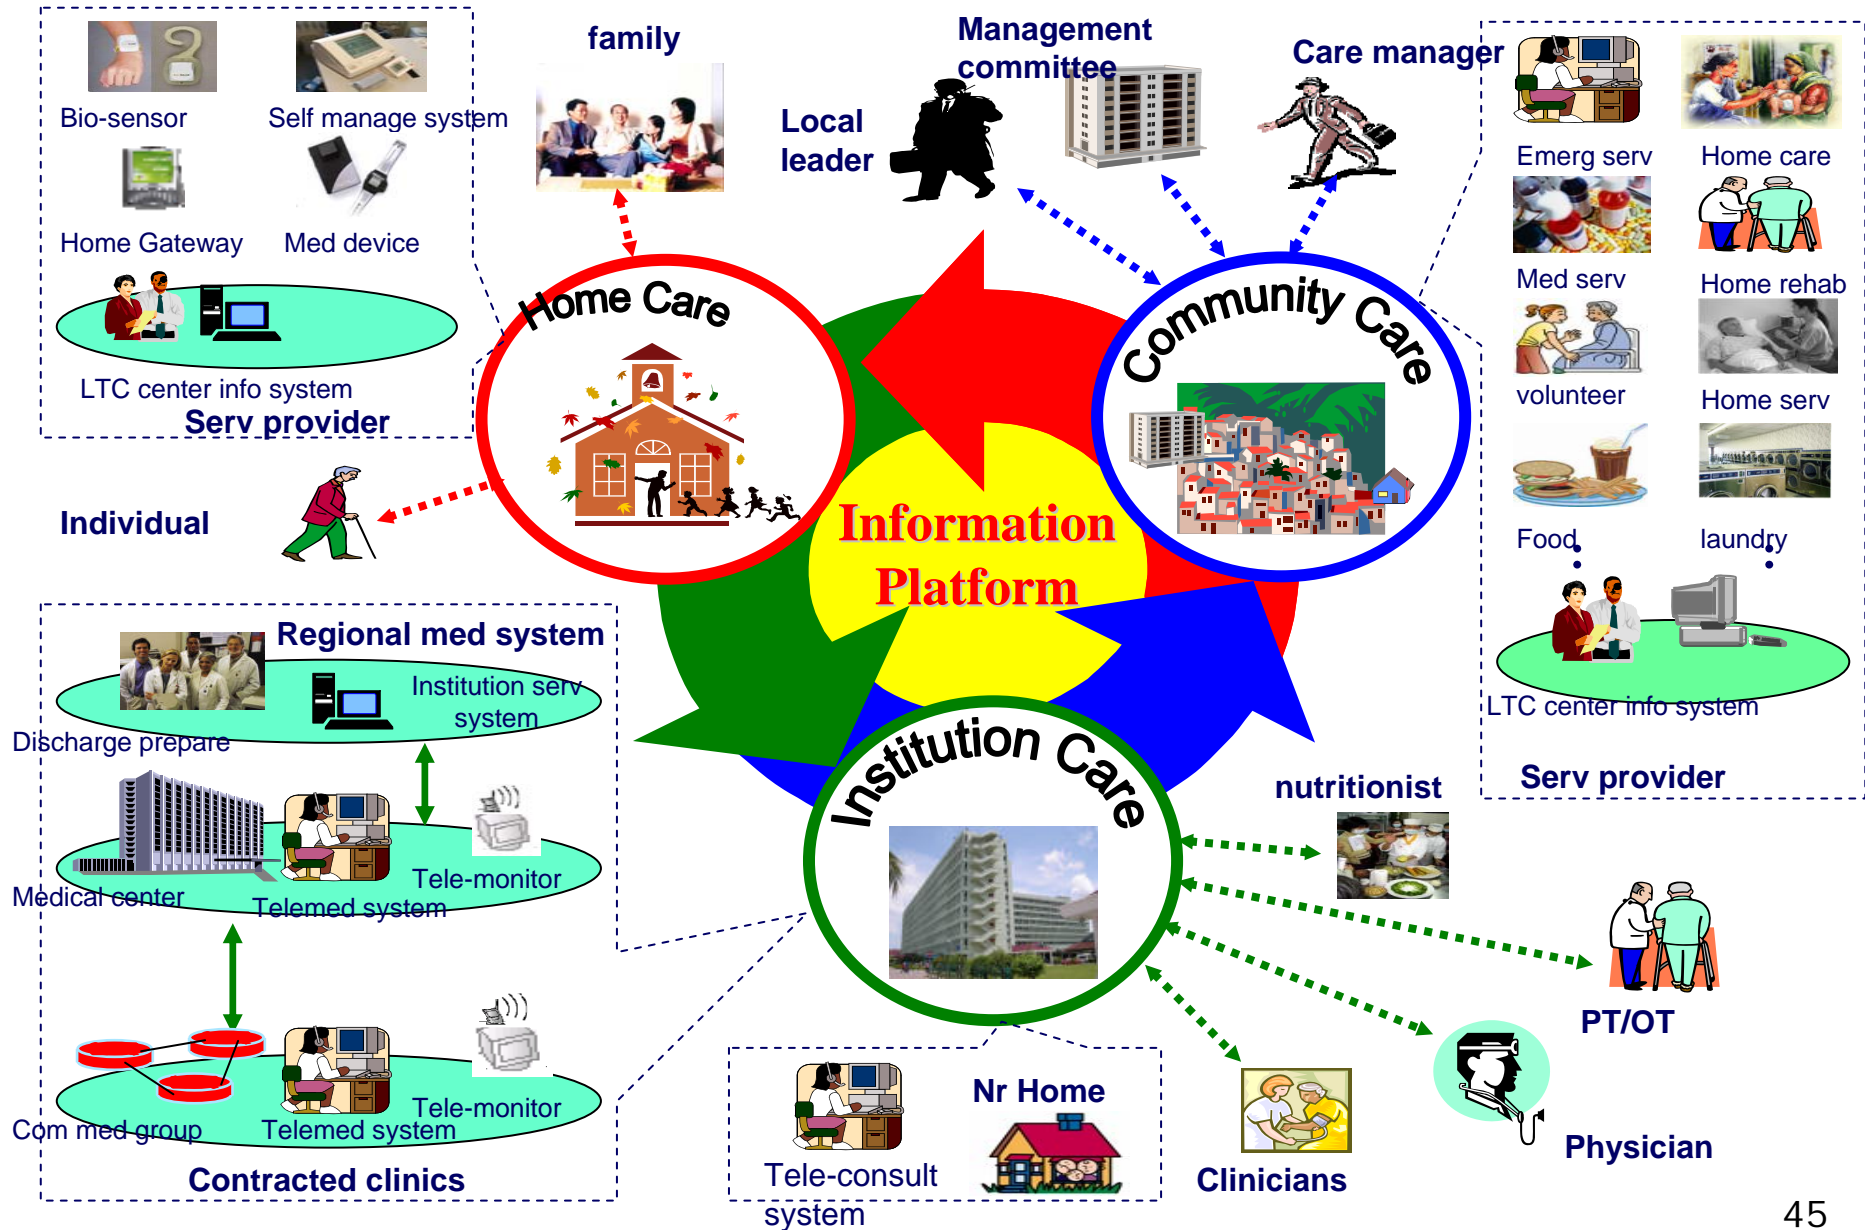 Bio-sensor
Self manage system
Home Gateway
Med device
LTC center info system
Serv provider
family
Local
leader
Management
committee
Care manager
Emerg serv
Home care
Med serv
Home rehab
volunteer
Home serv
Food
laundry
LTC center info system
Serv provider
Home Care
Community Care
Individual
Information
Platform
Regional med system
Institution serv
system
Discharge prepare
Medical center
Telemed system
Tele-monitor
Com med group
Telemed system
Tele-monitor
Contracted clinics
Institution Care
nutritionist
PT/OT
Physician
Clinicians
Nr Home
Tele-consult
system
45